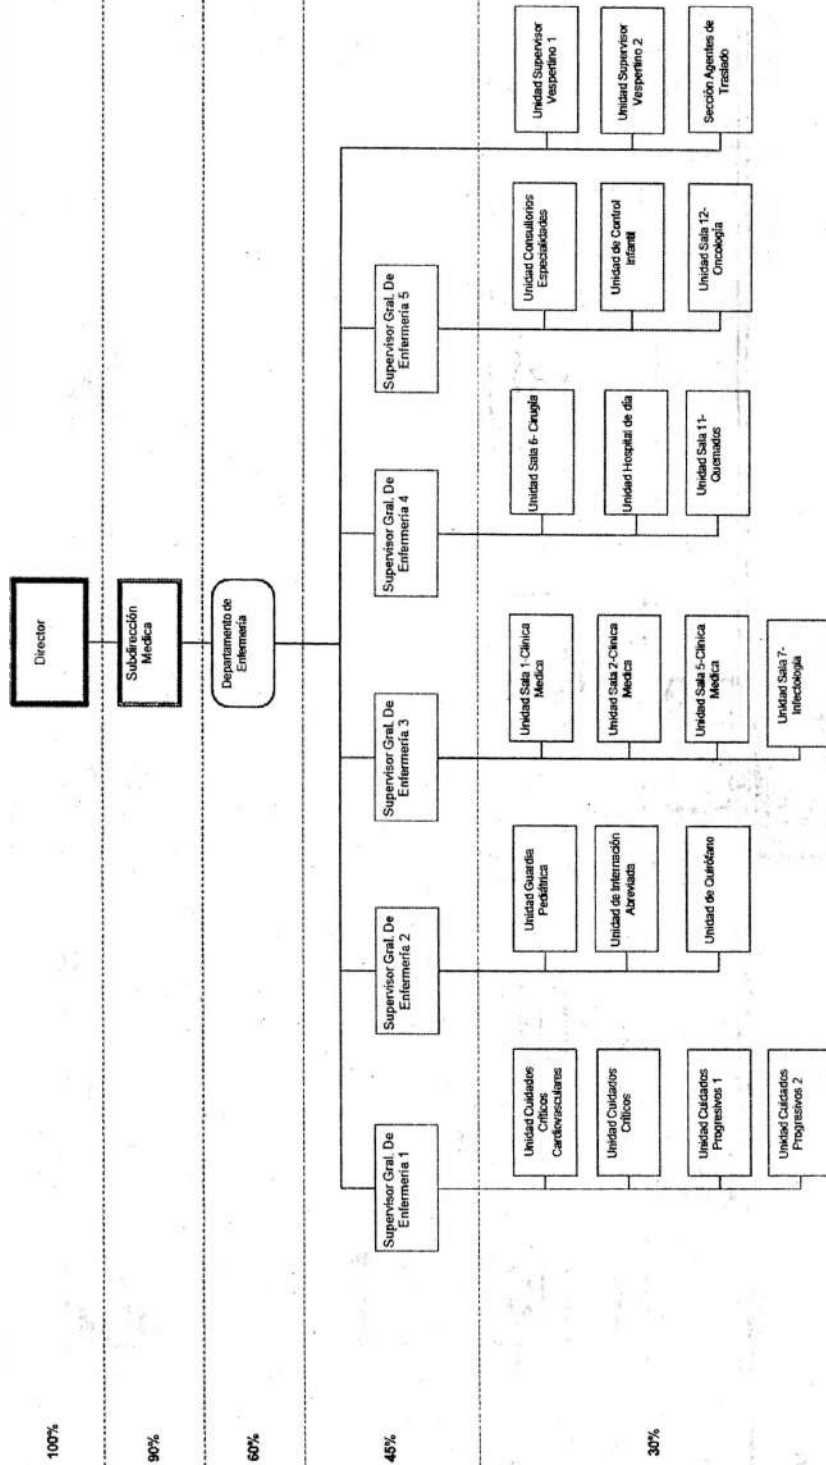 100%
Director
90%
Subdirección
Medica
60%
Departamento de
Enfermería
45%
Supervisor Gral. De
Enfermería 1
Supervisor Gral. De
Enfermería 2
Supervisor Gral. De
Enfermería 3
Supervisor Gral. De
Enfermería 4
Supervisor Gral. De
Enfermería 5
30%
Unidad Cuidados
Críticos
Cardiovasculares
Unidad Cuidados
Críticos
Unidad Cuidados
Progresivos 1
Unidad Cuidados
Progresivos 2
Unidad Guardia
Pediátrica
Unidad de Internación
Abreviada
Unidad de Quirófano
Unidad Sala 1-Clínica
Medica
Unidad Sala 2-Clínica
Medica
Unidad Sala 5-Clínica
Medica
Unidad Sala 7-
Infectología
Unidad Sala 6- Cirugía
Unidad Hospital de día
Unidad Sala 11-
Quemados
Unidad Consultorios
Especialidades
Unidad de Control
Infantil
Unidad Sala 12-
Oncología
Unidad Supervisor
Vespertino 1
Unidad Supervisor
Vespertino 2
Sección Agentes de
Traslado